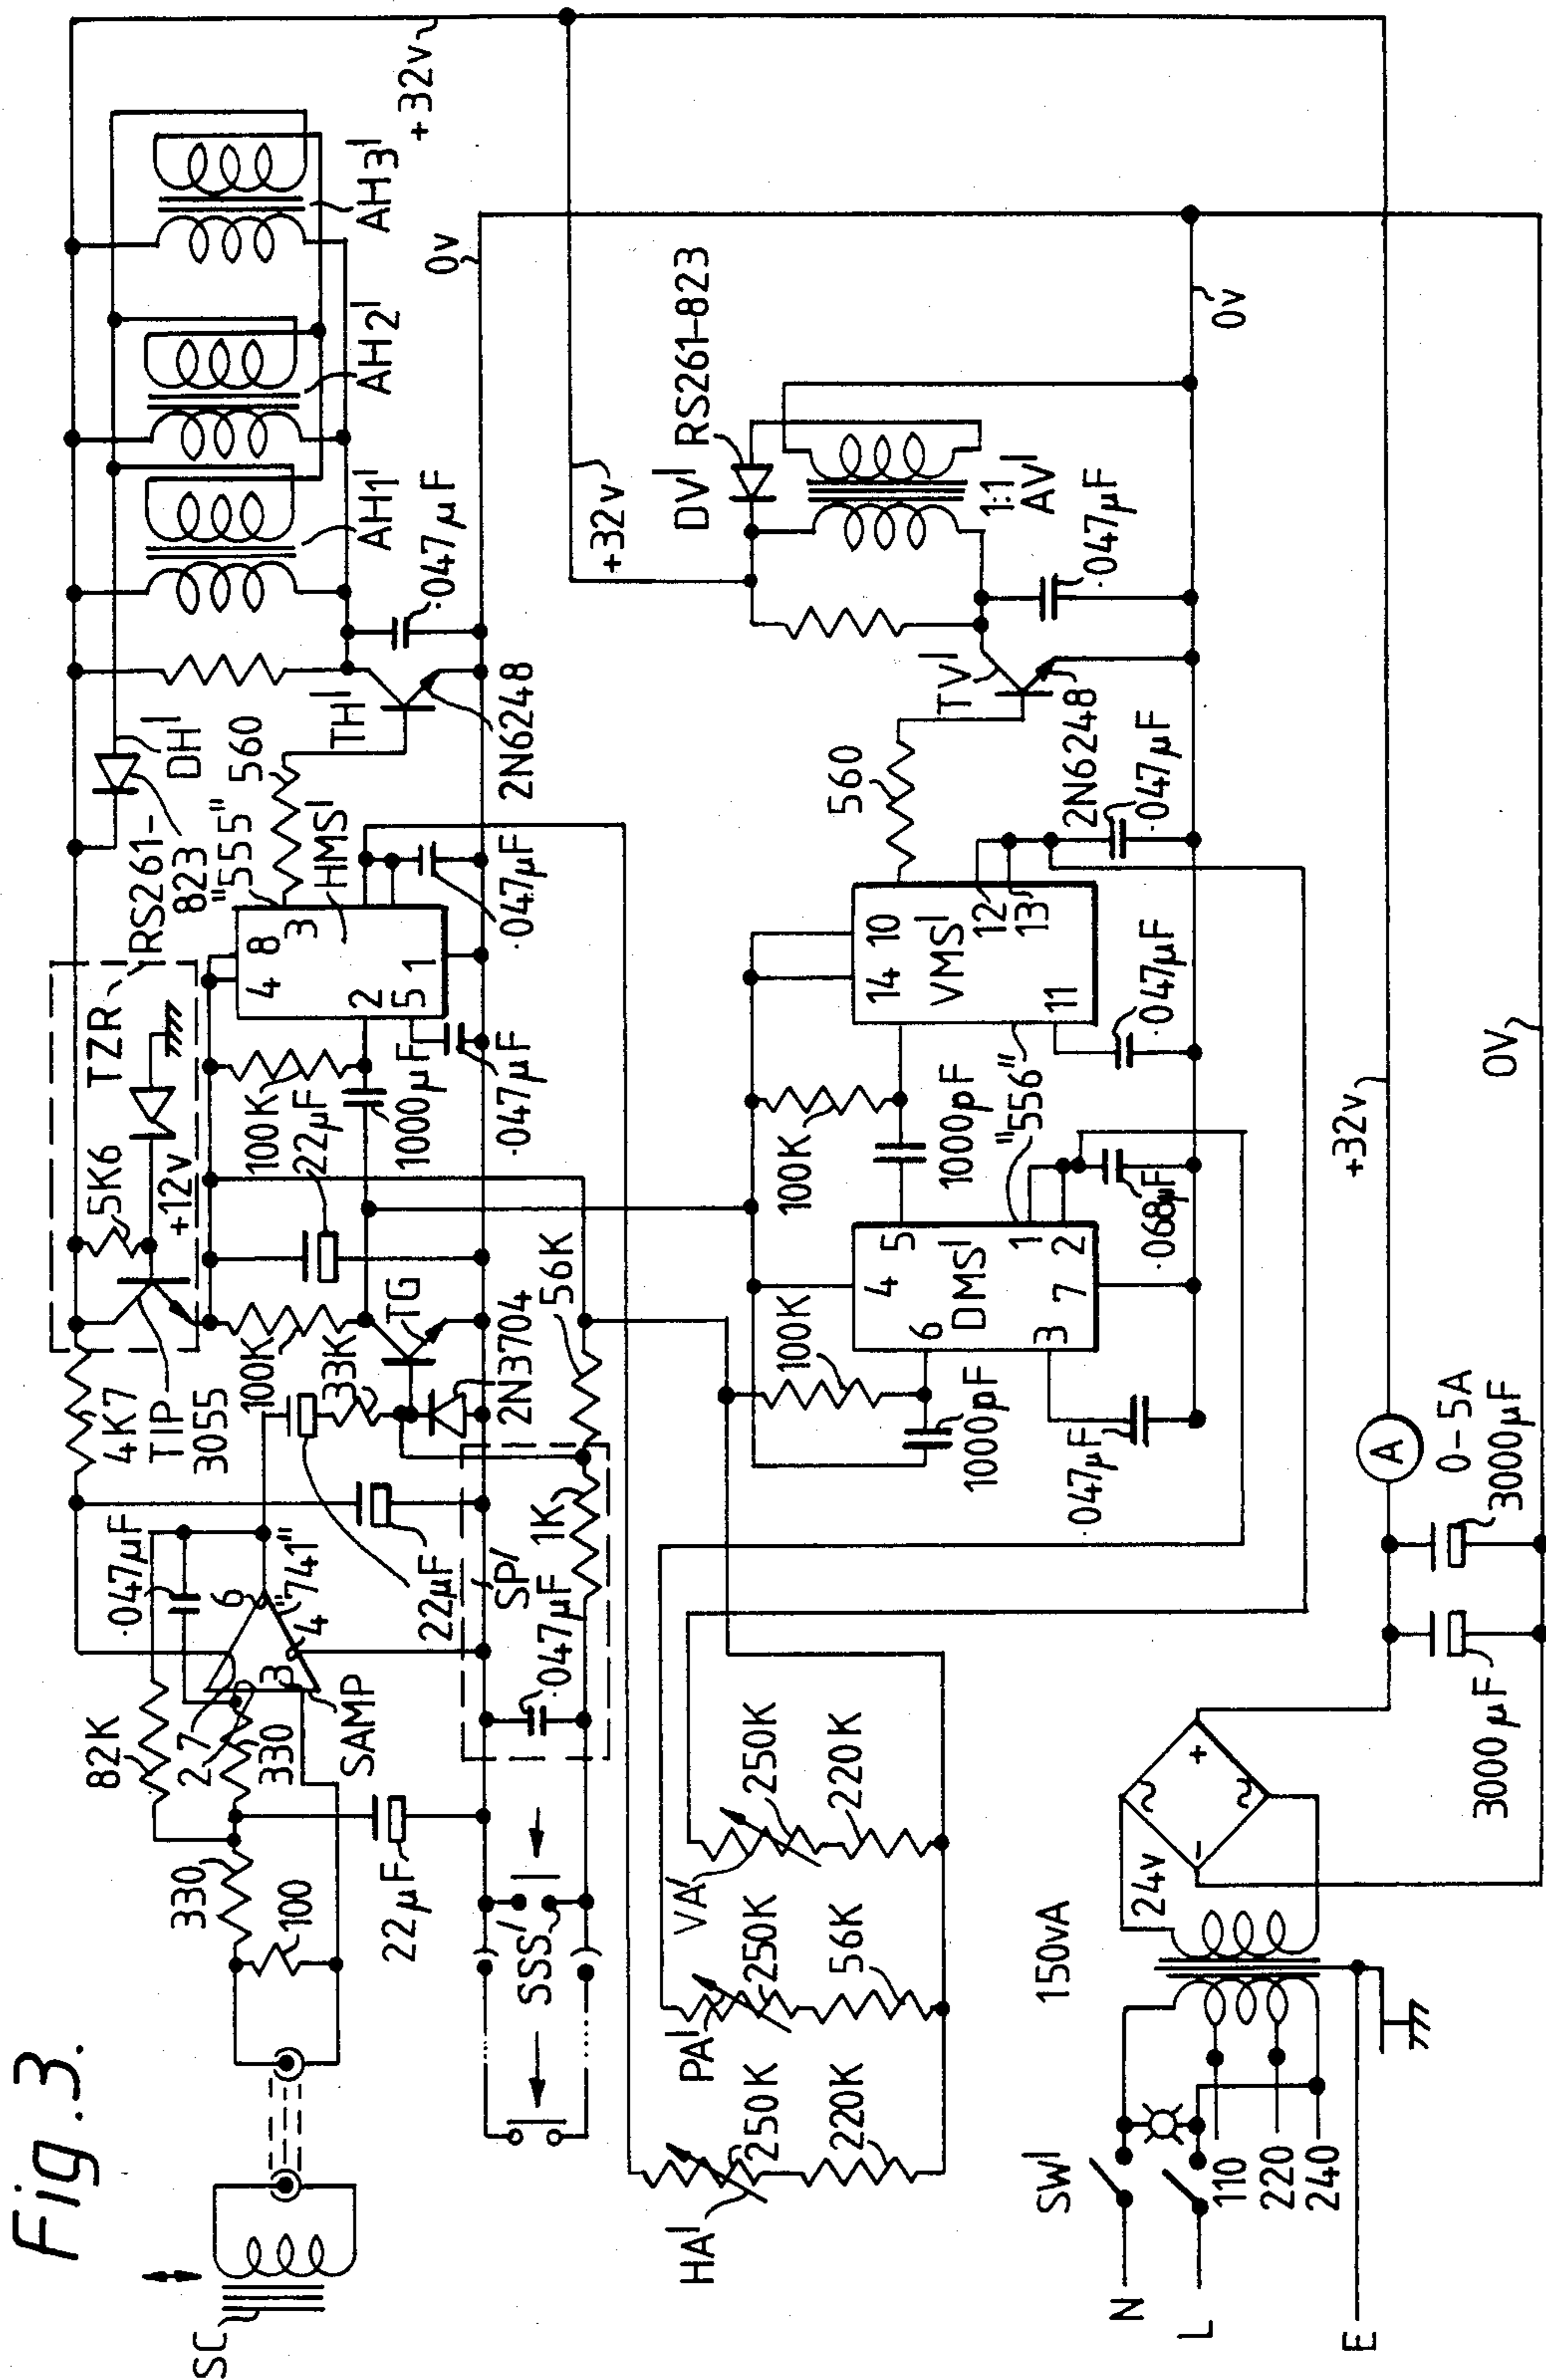 Fig.3.
SC
330
100
82K
2
7
330
3
SAMP
·047μF
6
4
"741"
22μF
22μF
4K7
TIP
3055
5K6
TZR
+12v
RS261-
823
100K
33K
TG
2N3704
22μF
100K
1000μF
·047μF
"555"
4
8
3
2
5
1
HMS'
·047μF
560
DH'
TH'
2N6248
·047μF
AH1'
AH2'
AH3'
+32v
0v
SSS'
SP'
·047μF
1K
56K
HA'
250K
220K
PA'
250K
56K
VA'
250K
220K
100K
1000pF
·047μF
4
5
6
DMS'
3
7
1
2
·068μF
"556"
100K
1000pF
14
10
VMS'
11
12
13
·047μF
·047μF
560
TV'
2N6248
·047μF
+32v
DV'
RS261-823
1:1
AV'
0v
SW'
N
L
E
110
220
240
150vA
24v
+
-
3000μF
3000μF
A
0-5A
+32v
0V